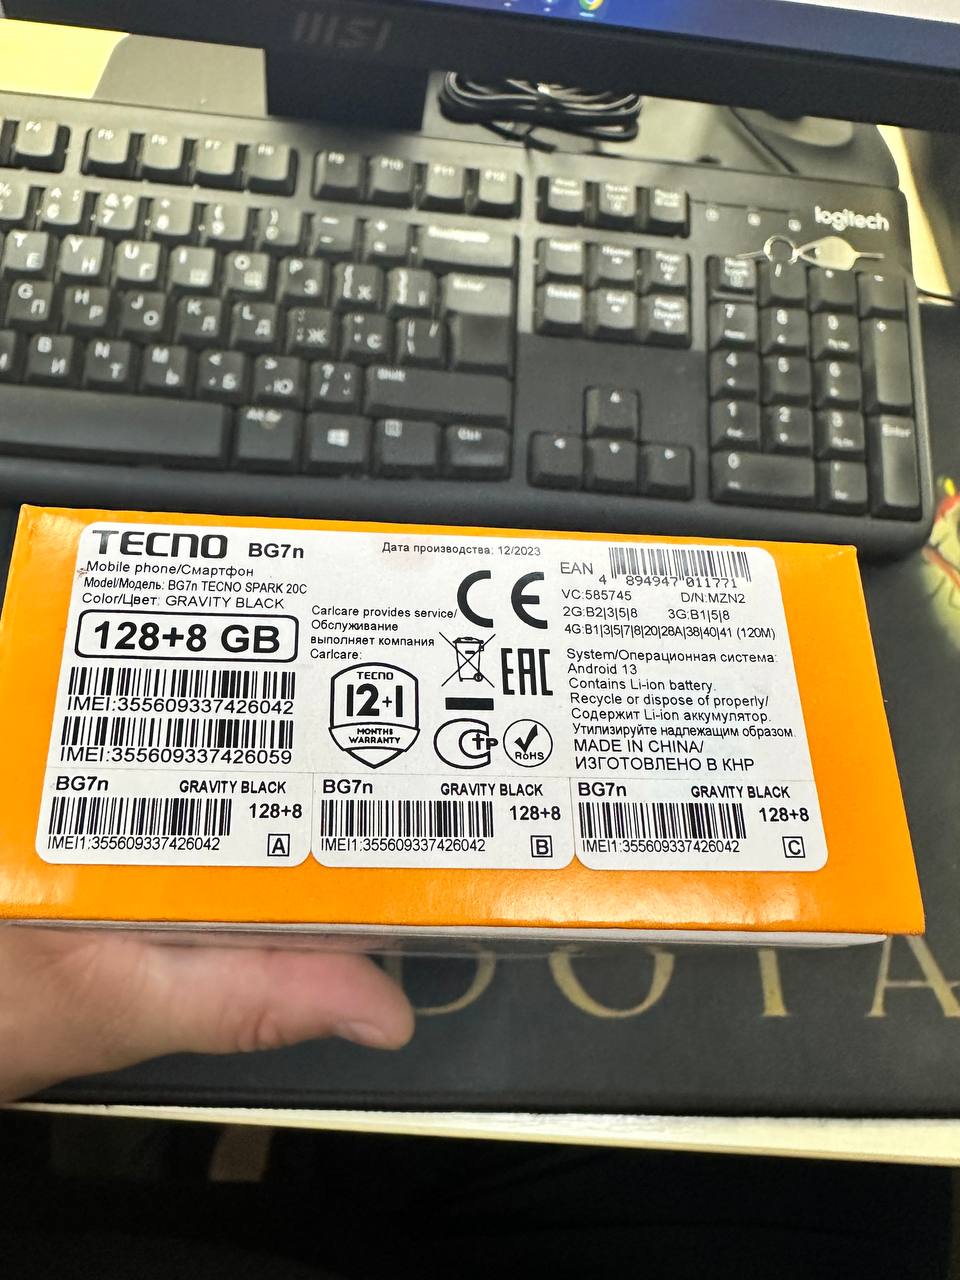 msi
logitech
TECNO BG7n
Mobile phone/Смартфон
Model/Модель: BG7n TECNO SPARK 20C
Color/Цвет: GRAVITY BLACK
128+8 GB
IMEI:355609337426042
IMEI:355609337426059
Дата производства: 12/2023
Carlcare provides service/
Обслуживание
выполняет компания
Carlcare:
TECNO
12+1
MONTHS
WARRANTY
CE
EAC
RoHS
EAN
4 894947 011771
VC:585745 D/N:MZN2
2G:B2|3|5|8 3G:B1|5|8
4G:B1|3|5|7|8|20|28A|38|40|41 (120M)
System/Операционная система:
Android 13
Contains Li-ion battery.
Recycle or dispose of properly/
Содержит Li-ion аккумулятор.
Утилизируйте надлежащим образом.
MADE IN CHINA/
ИЗГОТОВЛЕНО В КНР
BG7n GRAVITY BLACK
128+8
IMEI1:355609337426042 A
BG7n GRAVITY BLACK
128+8
IMEI1:355609337426042 B
BG7n GRAVITY BLACK
128+8
IMEI1:355609337426042 C